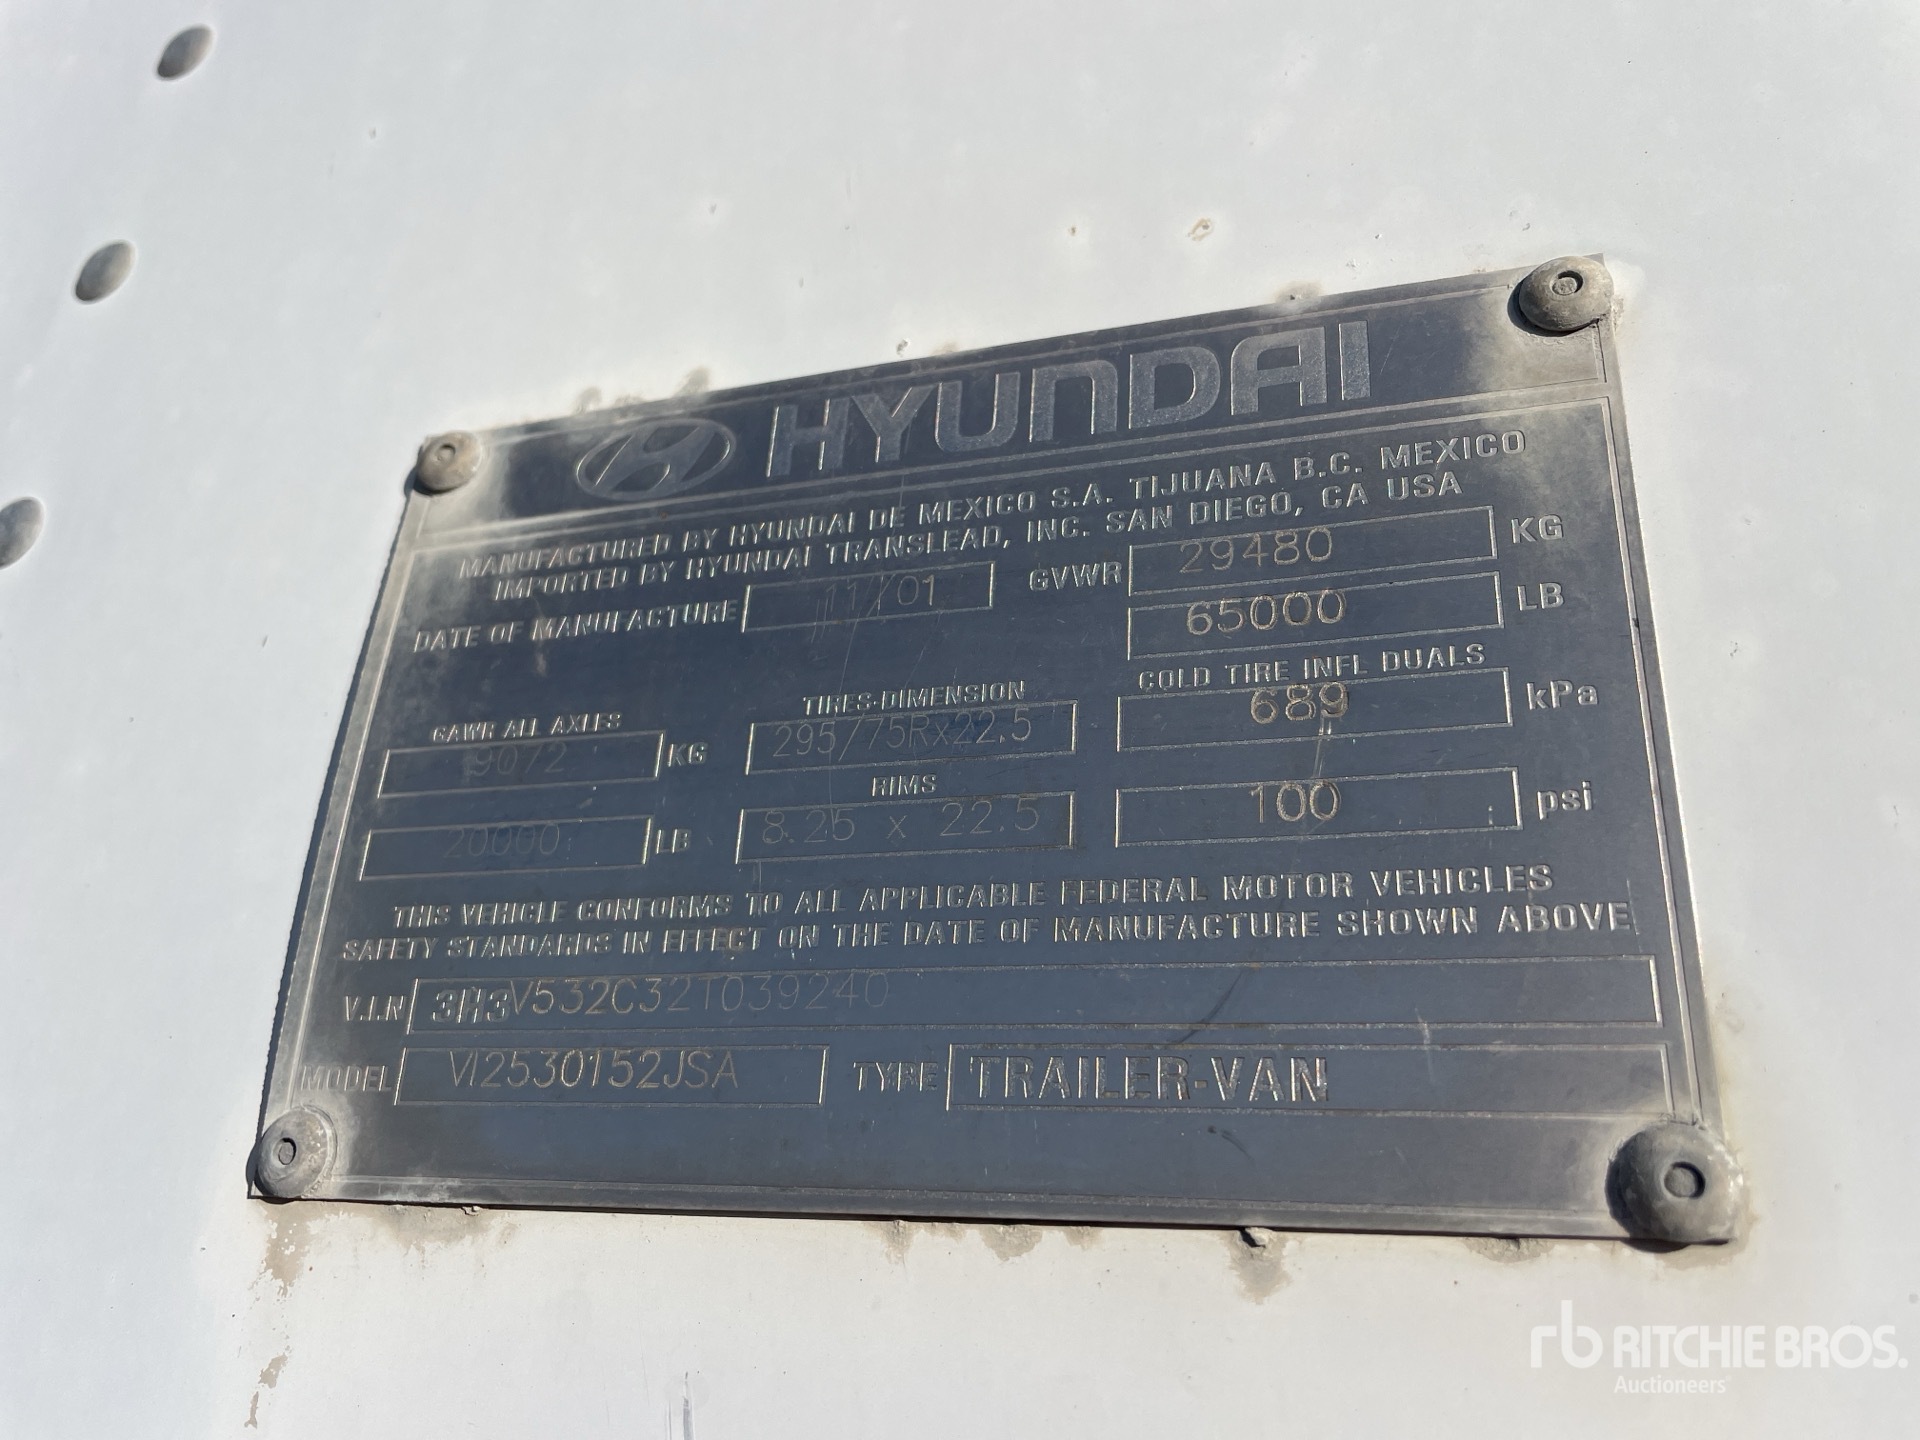 HYUNDAI
MANUFACTURED BY HYUNDAI DE MEXICO S.A. TIJUANA B.C. MEXICO
IMPORTED BY HYUNDAI TRANSLEAD, INC. SAN DIEGO, CA USA
DATE OF MANUFACTURE 11/01 GVWR 29480 KG
65000 LB
GAWR ALL AXLES TIRES-DIMENSION COLD TIRE INFL DUALS
9072 KG 295/75Rx22.5 689 kPa
RIMS
20000 LB 8.25 x 22.5 100 psi
THIS VEHICLE CONFORMS TO ALL APPLICABLE FEDERAL MOTOR VEHICLES
SAFETY STANDARDS IN EFFECT ON THE DATE OF MANUFACTURE SHOWN ABOVE
V.I.N 3H3V532C32T039240
MODEL VI2530152JSA TYPE TRAILER-VAN
rb RITCHIE BROS.
Auctioneers